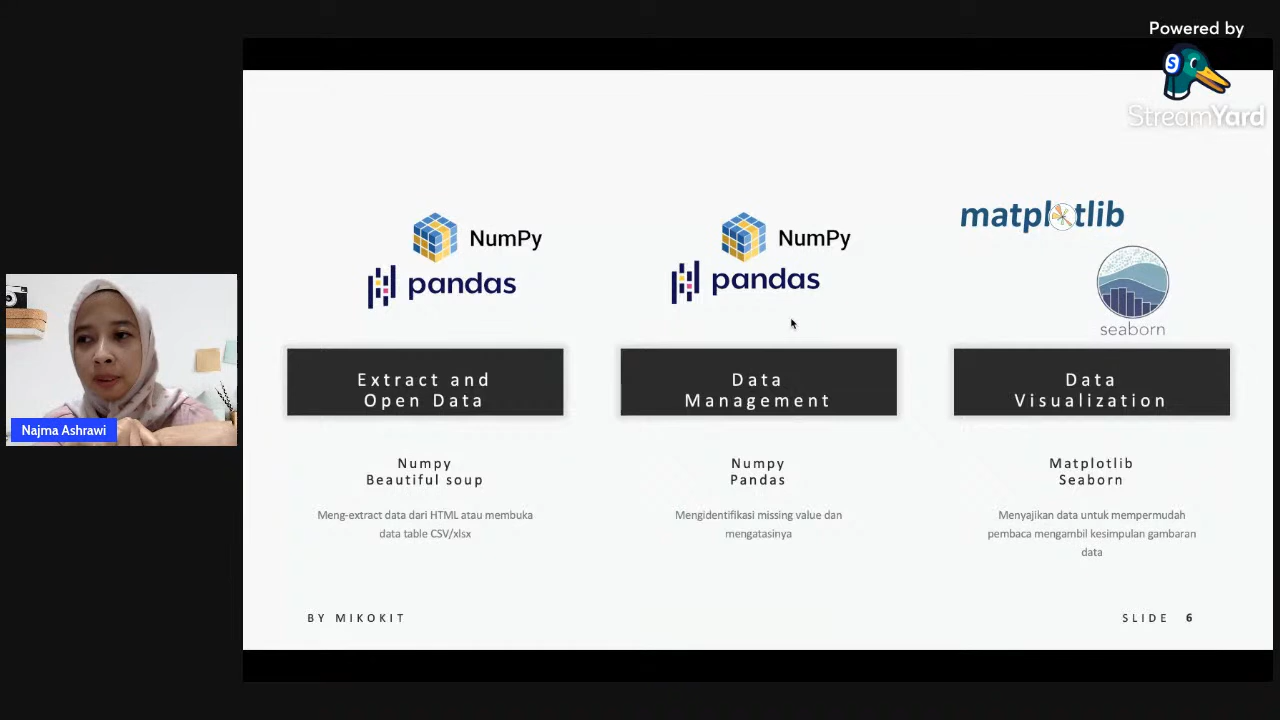 Powered by
StreamYard
NumPy
pandas
NumPy
pandas
matplotlib
seaborn
Extract and
Open Data
Data
Management
Data
Visualization
Numpy
Beautiful soup
Numpy
Pandas
Matplotlib
Seaborn
Meng-extract data dari HTML atau membuka
data table CSV/xlsx
Mengidentifikasi missing value dan
mengatasinya
Menyajikan data untuk mempermudah
pembaca mengambil kesimpulan gambaran
data
Najma Ashrawi
BY MIKOKIT
SLIDE 6